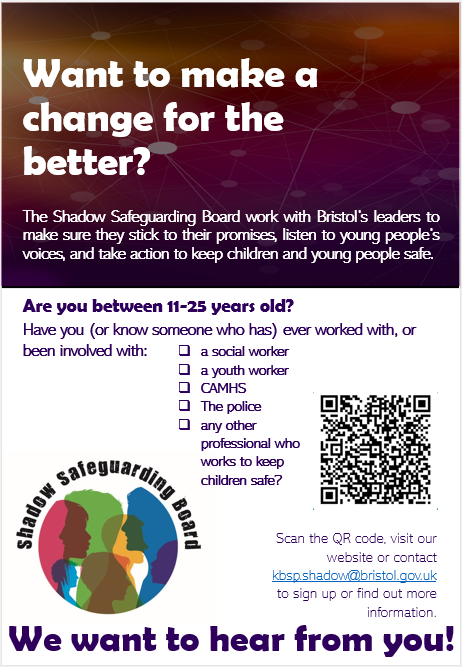 Want to make a
change for the
better?
The Shadow Safeguarding Board work with Bristol's leaders to
make sure they stick to their promises, listen to young people's
voices, and take action to keep children and young people safe.
Are you between 11-25 years old?
Have you (or know someone who has) ever worked with, or
been involved with:
❑ a social worker
❑ a youth worker
❑ CAMHS
❑ The police
❑ any other
professional who
works to keep
children safe?
Shadow Safeguarding Board
Scan the QR code, visit our
website or contact
kbsp.shadow@bristol.gov.uk
to sign up or find out more
information.
We want to hear from you!